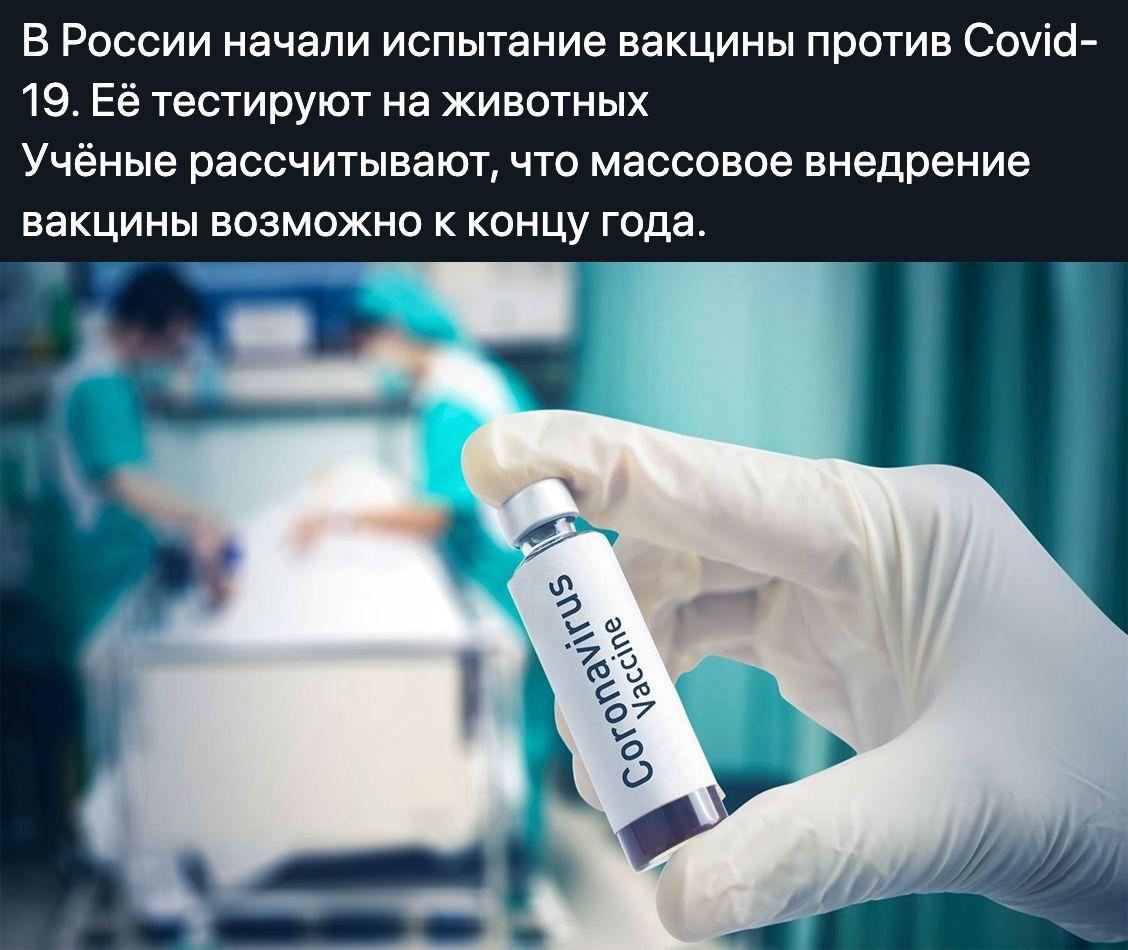 В России начали испытание вакцины против Covid-
19. Её тестируют на животных
Учёные рассчитывают, что массовое внедрение
вакцины возможно к концу года.
Coronavirus
Vaccine